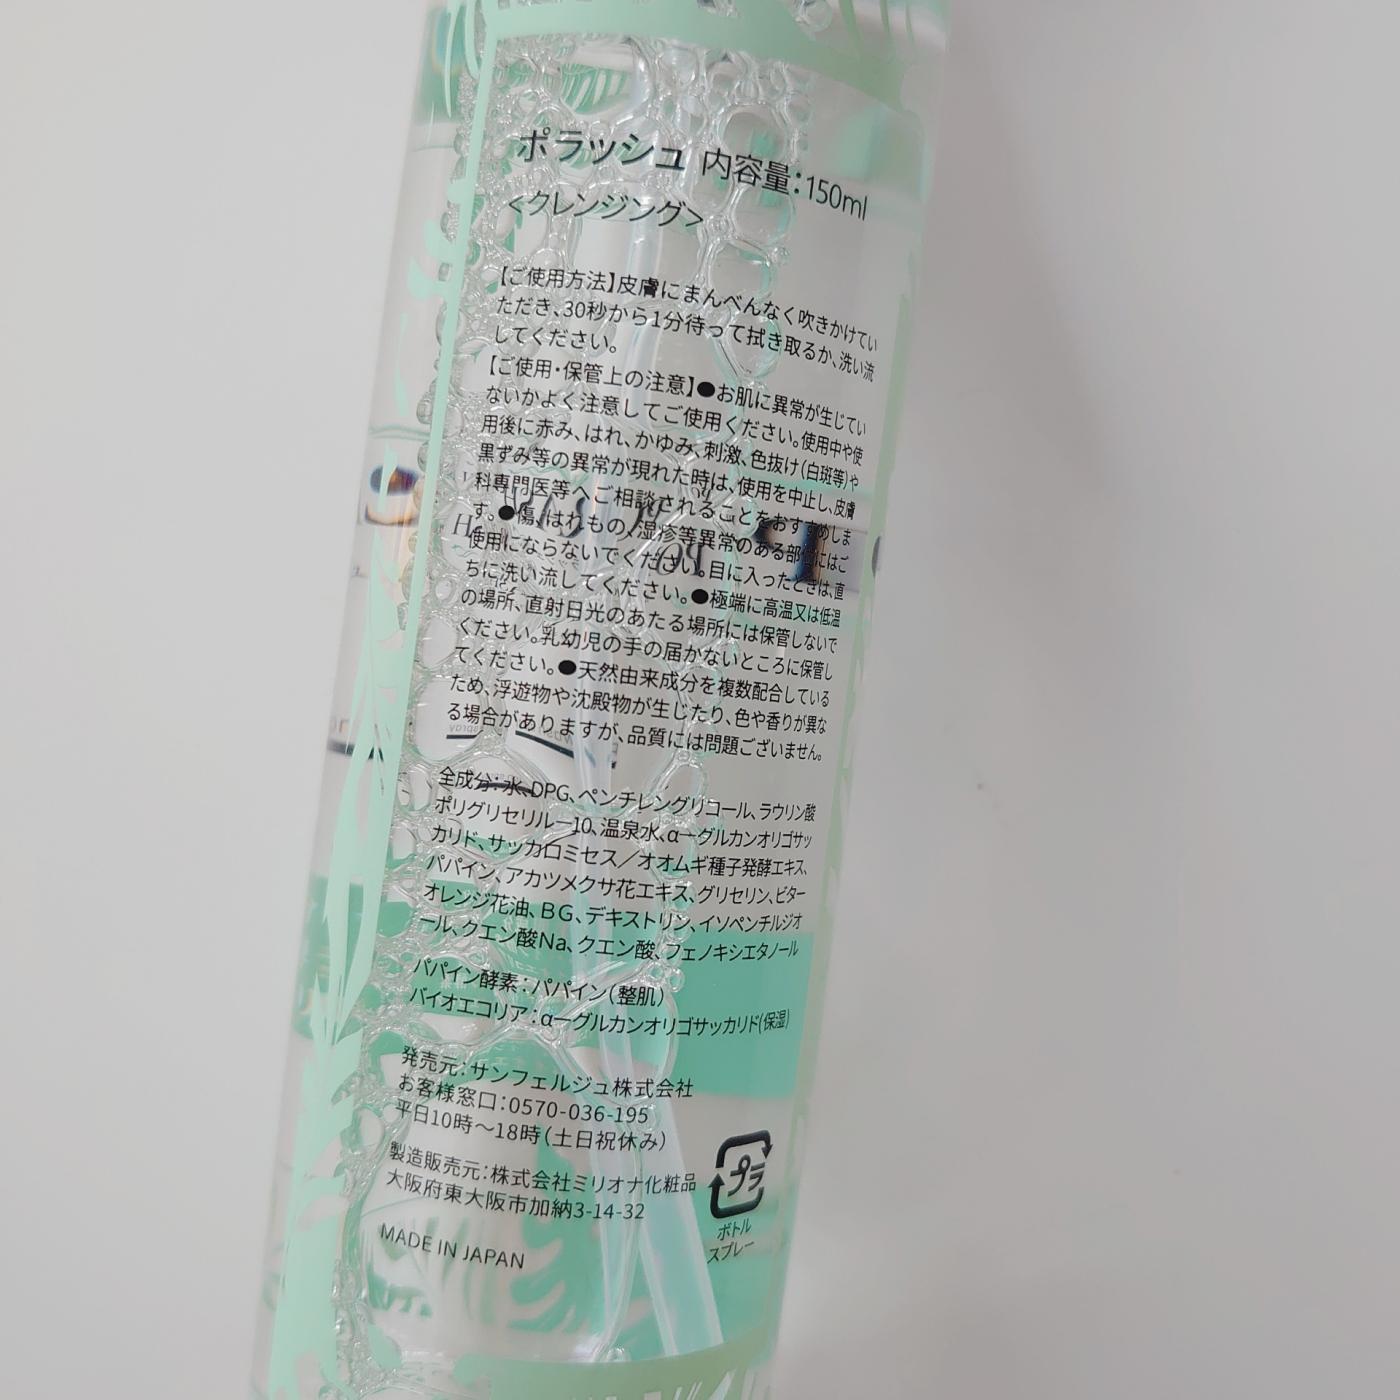 ポラッシュ 内容量：150ml
<クレンジング>
【ご使用方法】皮膚にまんべんなく吹きかけてい
ただき、30秒から1分待って拭き取るか、洗い流
してください。
【ご使用・保管上の注意】●お肌に異常が生じてい
ないかよく注意してご使用ください。使用中や使
用後に赤み、はれ、かゆみ、刺激、色抜け（白斑等）や
黒ずみ等の異常が現れた時は、使用を中止し、皮膚
科専門医等へご相談されることをおすすめしま
す。●傷、はれもの、湿疹等異常のある部位にはご
使用にならないでください。目に入ったときは、直
ちに洗い流してください。●極端に高温又は低温
の場所、直射日光のあたる場所には保管しないで
ください。乳幼児の手の届かないところに保管し
てください。●天然由来成分を複数配合している
ため、浮遊物や沈殿物が生じたり、色や香りが異な
る場合がありますが、品質には問題ございません。
全成分：水、DPG、ペンチレングリコール、ラウリン酸
ポリグリセリル－10、温泉水、α－グルカンオリゴサッ
カリド、サッカロミセス／オオムギ種子発酵エキス、
パパイン、アカツメクサ花エキス、グリセリン、ビター
オレンジ花油、BG、デキストリン、イソペンチルジオ
ール、クエン酸Na、クエン酸、フェノキシエタノール
パパイン酵素：パパイン（整肌）
バイオエコリア：α－グルカンオリゴサッカリド（保湿）
発売元：サンフェルジュ株式会社
お客様窓口：0570-036-195
平日10時～18時（土日祝休み）
製造販売元：株式会社ミリオナ化粧品
大阪府東大阪市加納3-14-32
MADE IN JAPAN
プラ
ボトル
スプレー